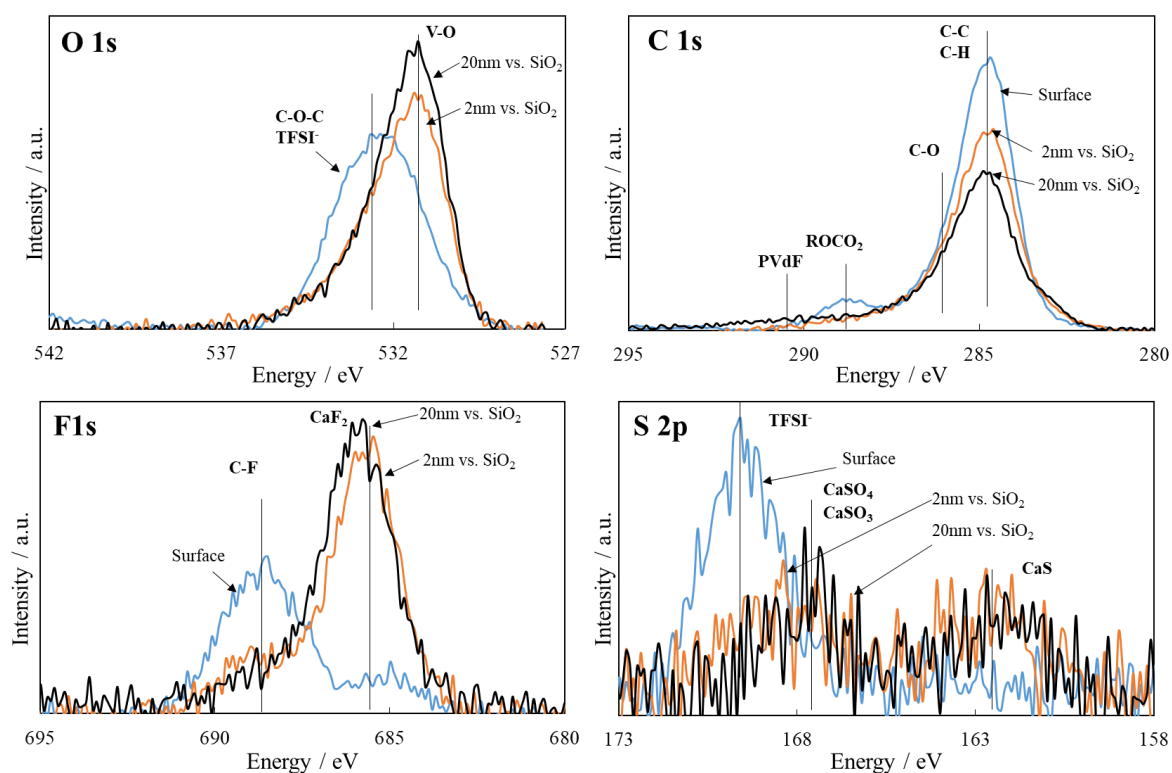 O 1s
V-O
20nm vs. SiO₂
2nm vs. SiO₂
C-O-C
TFSI⁻
Intensity / a.u.
542
537
532
527
Energy / eV
C 1s
C-C
C-H
Surface
C-O
2nm vs. SiO₂
20nm vs. SiO₂
ROCO₂
PVdF
Intensity / a.u.
295
290
285
280
Energy / eV
F1s
CaF₂
20nm vs. SiO₂
2nm vs. SiO₂
C-F
Surface
Intensity / a.u.
695
690
685
680
Energy / eV
S 2p
TFSI⁻
Surface
CaSO₄
CaSO₃
2nm vs. SiO₂
20nm vs. SiO₂
CaS
Intensity / a.u.
173
168
163
158
Energy / eV